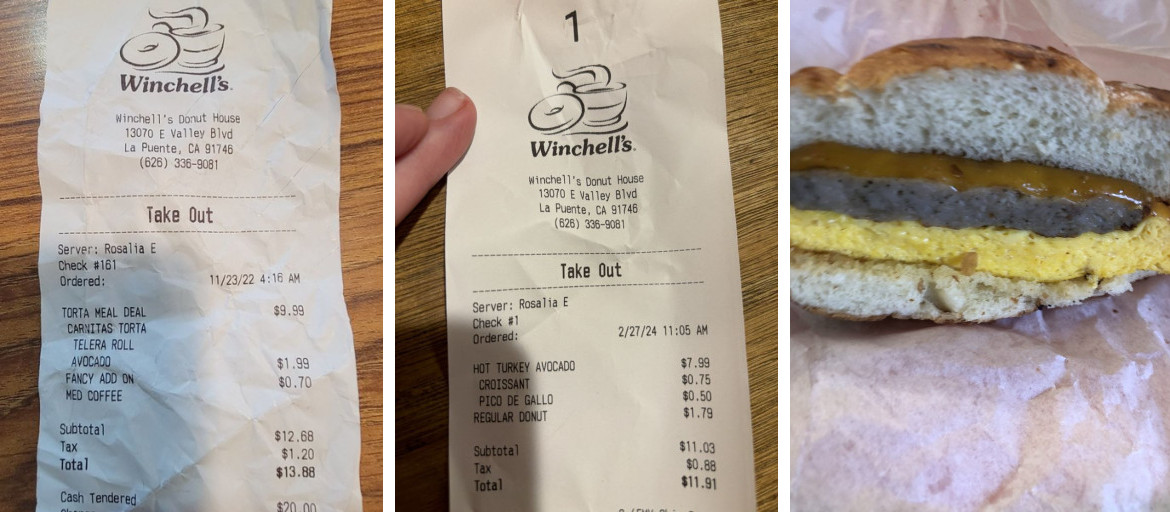 Winchell's.
Winchell's Donut House
13070 E Valley Blvd
La Puente, CA 91746
(626) 336-9081
Take Out
Server: Rosalia E
Check #161
Ordered: 11/23/22 4:16 AM
TORTA MEAL DEAL $9.99
CARNITAS TORTA
TELERA ROLL
AVOCADO $1.99
FANCY ADD ON $0.70
MED COFFEE
Subtotal $12.68
Tax $1.20
Total $13.88
Cash Tendered $20.00
1
Winchell's.
Winchell's Donut House
13070 E Valley Blvd
La Puente, CA 91746
(626) 336-9081
Take Out
Server: Rosalia E
Check #1
Ordered: 2/27/24 11:05 AM
HOT TURKEY AVOCADO $7.99
CROISSANT $0.75
PICO DE GALLO $0.50
REGULAR DONUT $1.79
Subtotal $11.03
Tax $0.88
Total $11.91